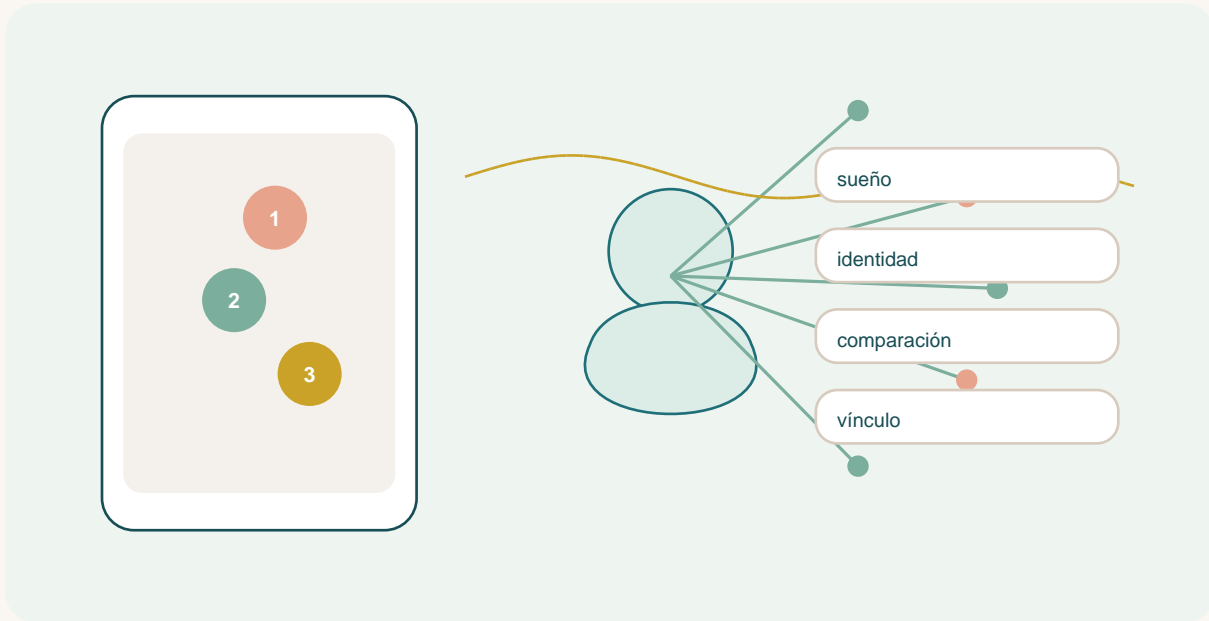 1
2
3
sueño
identidad
comparación
vínculo